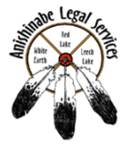 Anishinabe Legal Services
Red
Lake
White
Earth
Leech
Lake